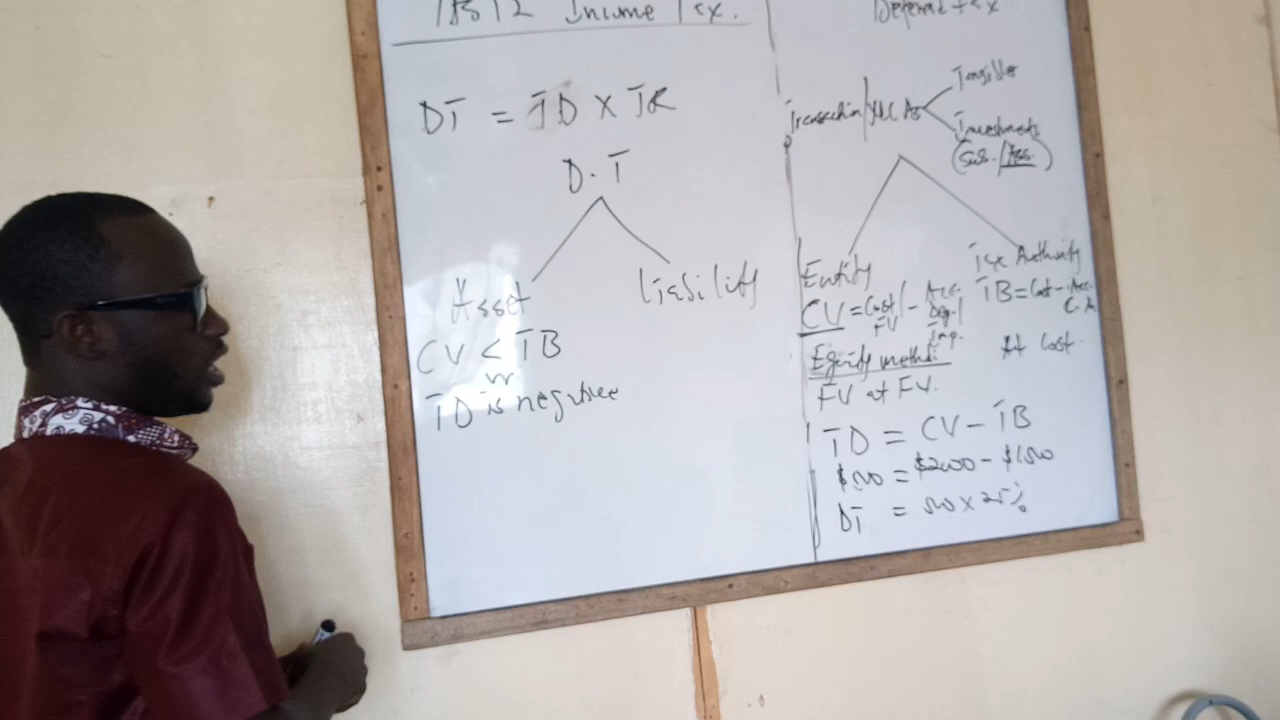 IAS 12 Income Tax.
DT = TD X TR
D.T
Asset
Liability
CV < TB
or
TD is negative
Deferred tax
Transaction/
Tangibles
Investments
(Sub./Ass.)
Entity
Tax Authority
CV = Cost/FV - Acc. Dep./Imp.
TB = Cost - Acc. C.A
Equity method
At cost.
FV at FV.
TD = CV - TB
$500 = $2000 - $1500
DT = 500 x 25%